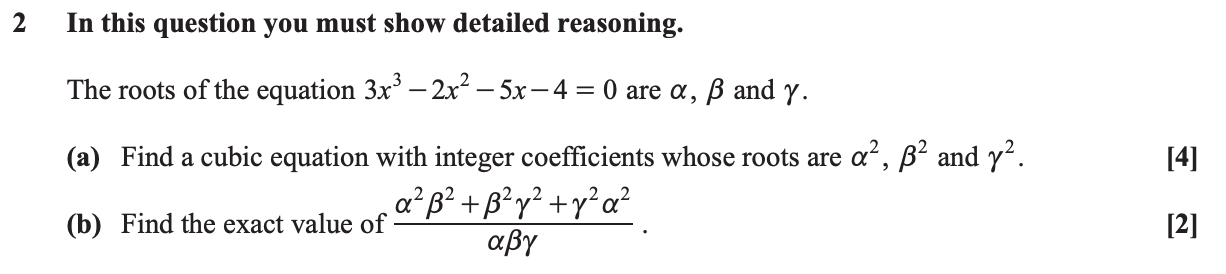 2 In this question you must show detailed reasoning.
The roots of the equation 3x³ − 2x² − 5x − 4 = 0 are α, β and γ.
(a) Find a cubic equation with integer coefficients whose roots are α², β² and γ². [4]
(b) Find the exact value of (α²β² + β²γ² + γ²α²)/(αβγ). [2]